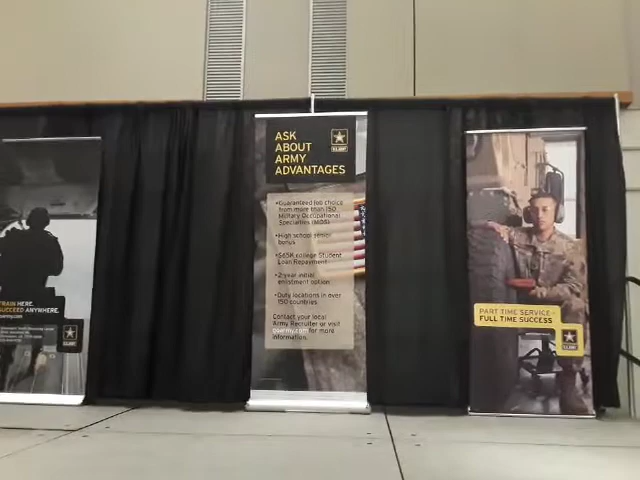 TRAIN HERE.
SUCCEED ANYWHERE.
ASK
ABOUT
ARMY
ADVANTAGES
U.S. ARMY
•Guaranteed job choice
from more than 150
Military Occupational
Specialties (MOS)
•High school senior
bonus
•$65K college Student
Loan Repayment
•2-year initial
enlistment option
•Duty locations in over
150 countries
Contact your local
Army Recruiter or visit
goarmy.com for more
information.
PART TIME SERVICE -
FULL TIME SUCCESS
U.S. ARMY